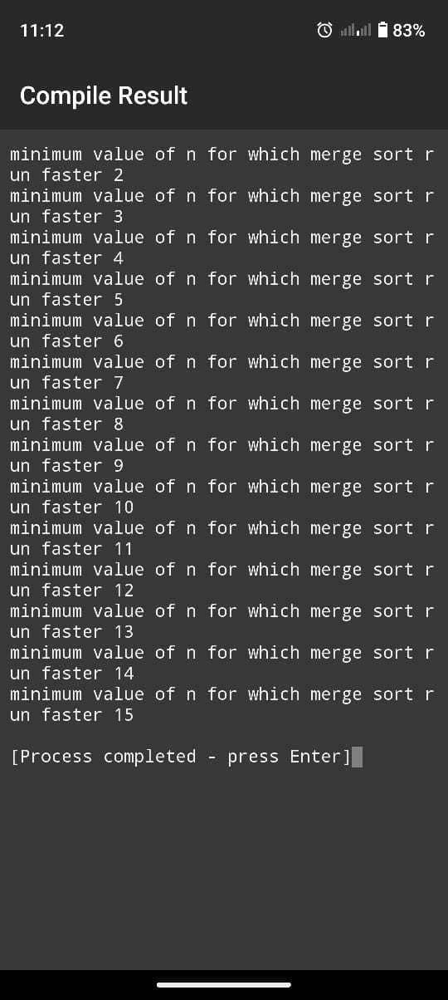 11:12 83%
Compile Result
minimum value of n for which merge sort r
un faster 2
minimum value of n for which merge sort r
un faster 3
minimum value of n for which merge sort r
un faster 4
minimum value of n for which merge sort r
un faster 5
minimum value of n for which merge sort r
un faster 6
minimum value of n for which merge sort r
un faster 7
minimum value of n for which merge sort r
un faster 8
minimum value of n for which merge sort r
un faster 9
minimum value of n for which merge sort r
un faster 10
minimum value of n for which merge sort r
un faster 11
minimum value of n for which merge sort r
un faster 12
minimum value of n for which merge sort r
un faster 13
minimum value of n for which merge sort r
un faster 14
minimum value of n for which merge sort r
un faster 15
[Process completed - press Enter]